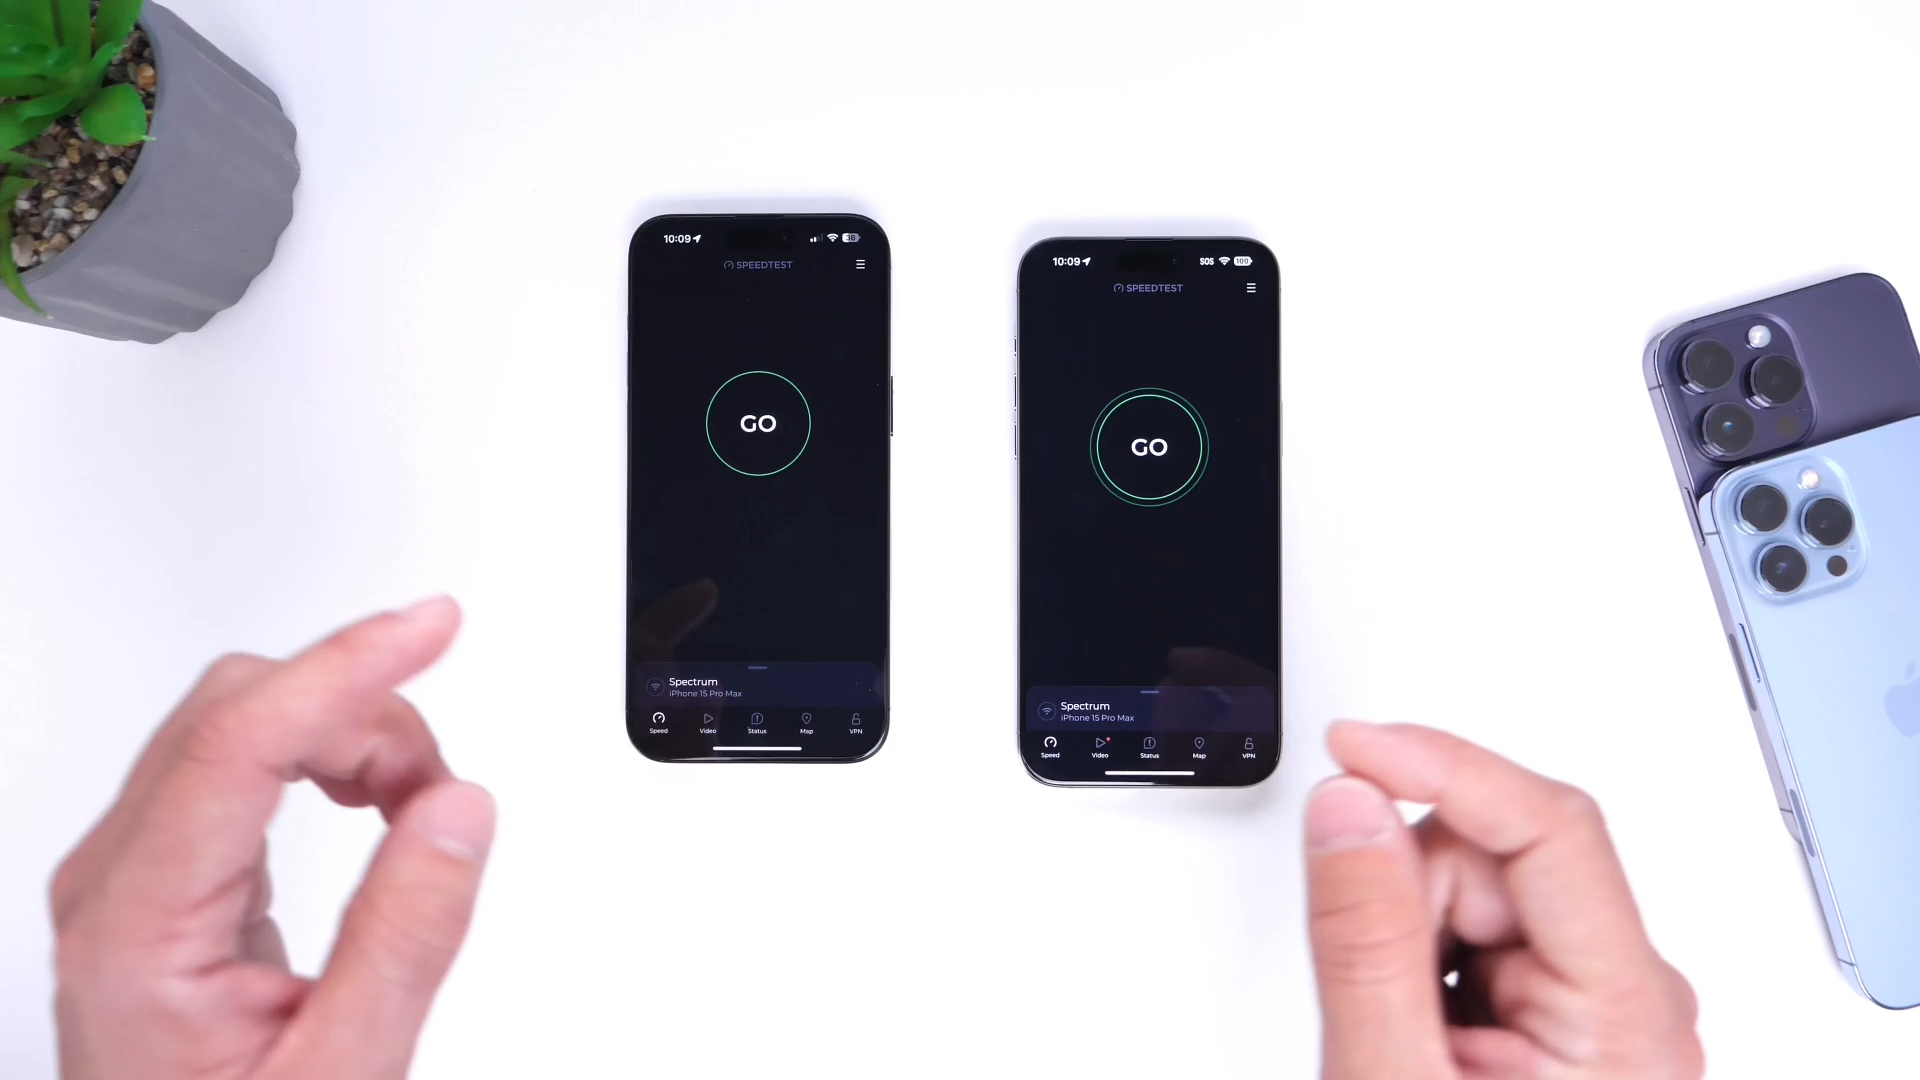 10:09
36
SPEEDTEST
GO
Spectrum
iPhone 15 Pro Max
Speed
Video
Status
Map
VPN
10:09
SOS
100
SPEEDTEST
GO
Spectrum
iPhone 15 Pro Max
Speed
Video
Status
Map
VPN